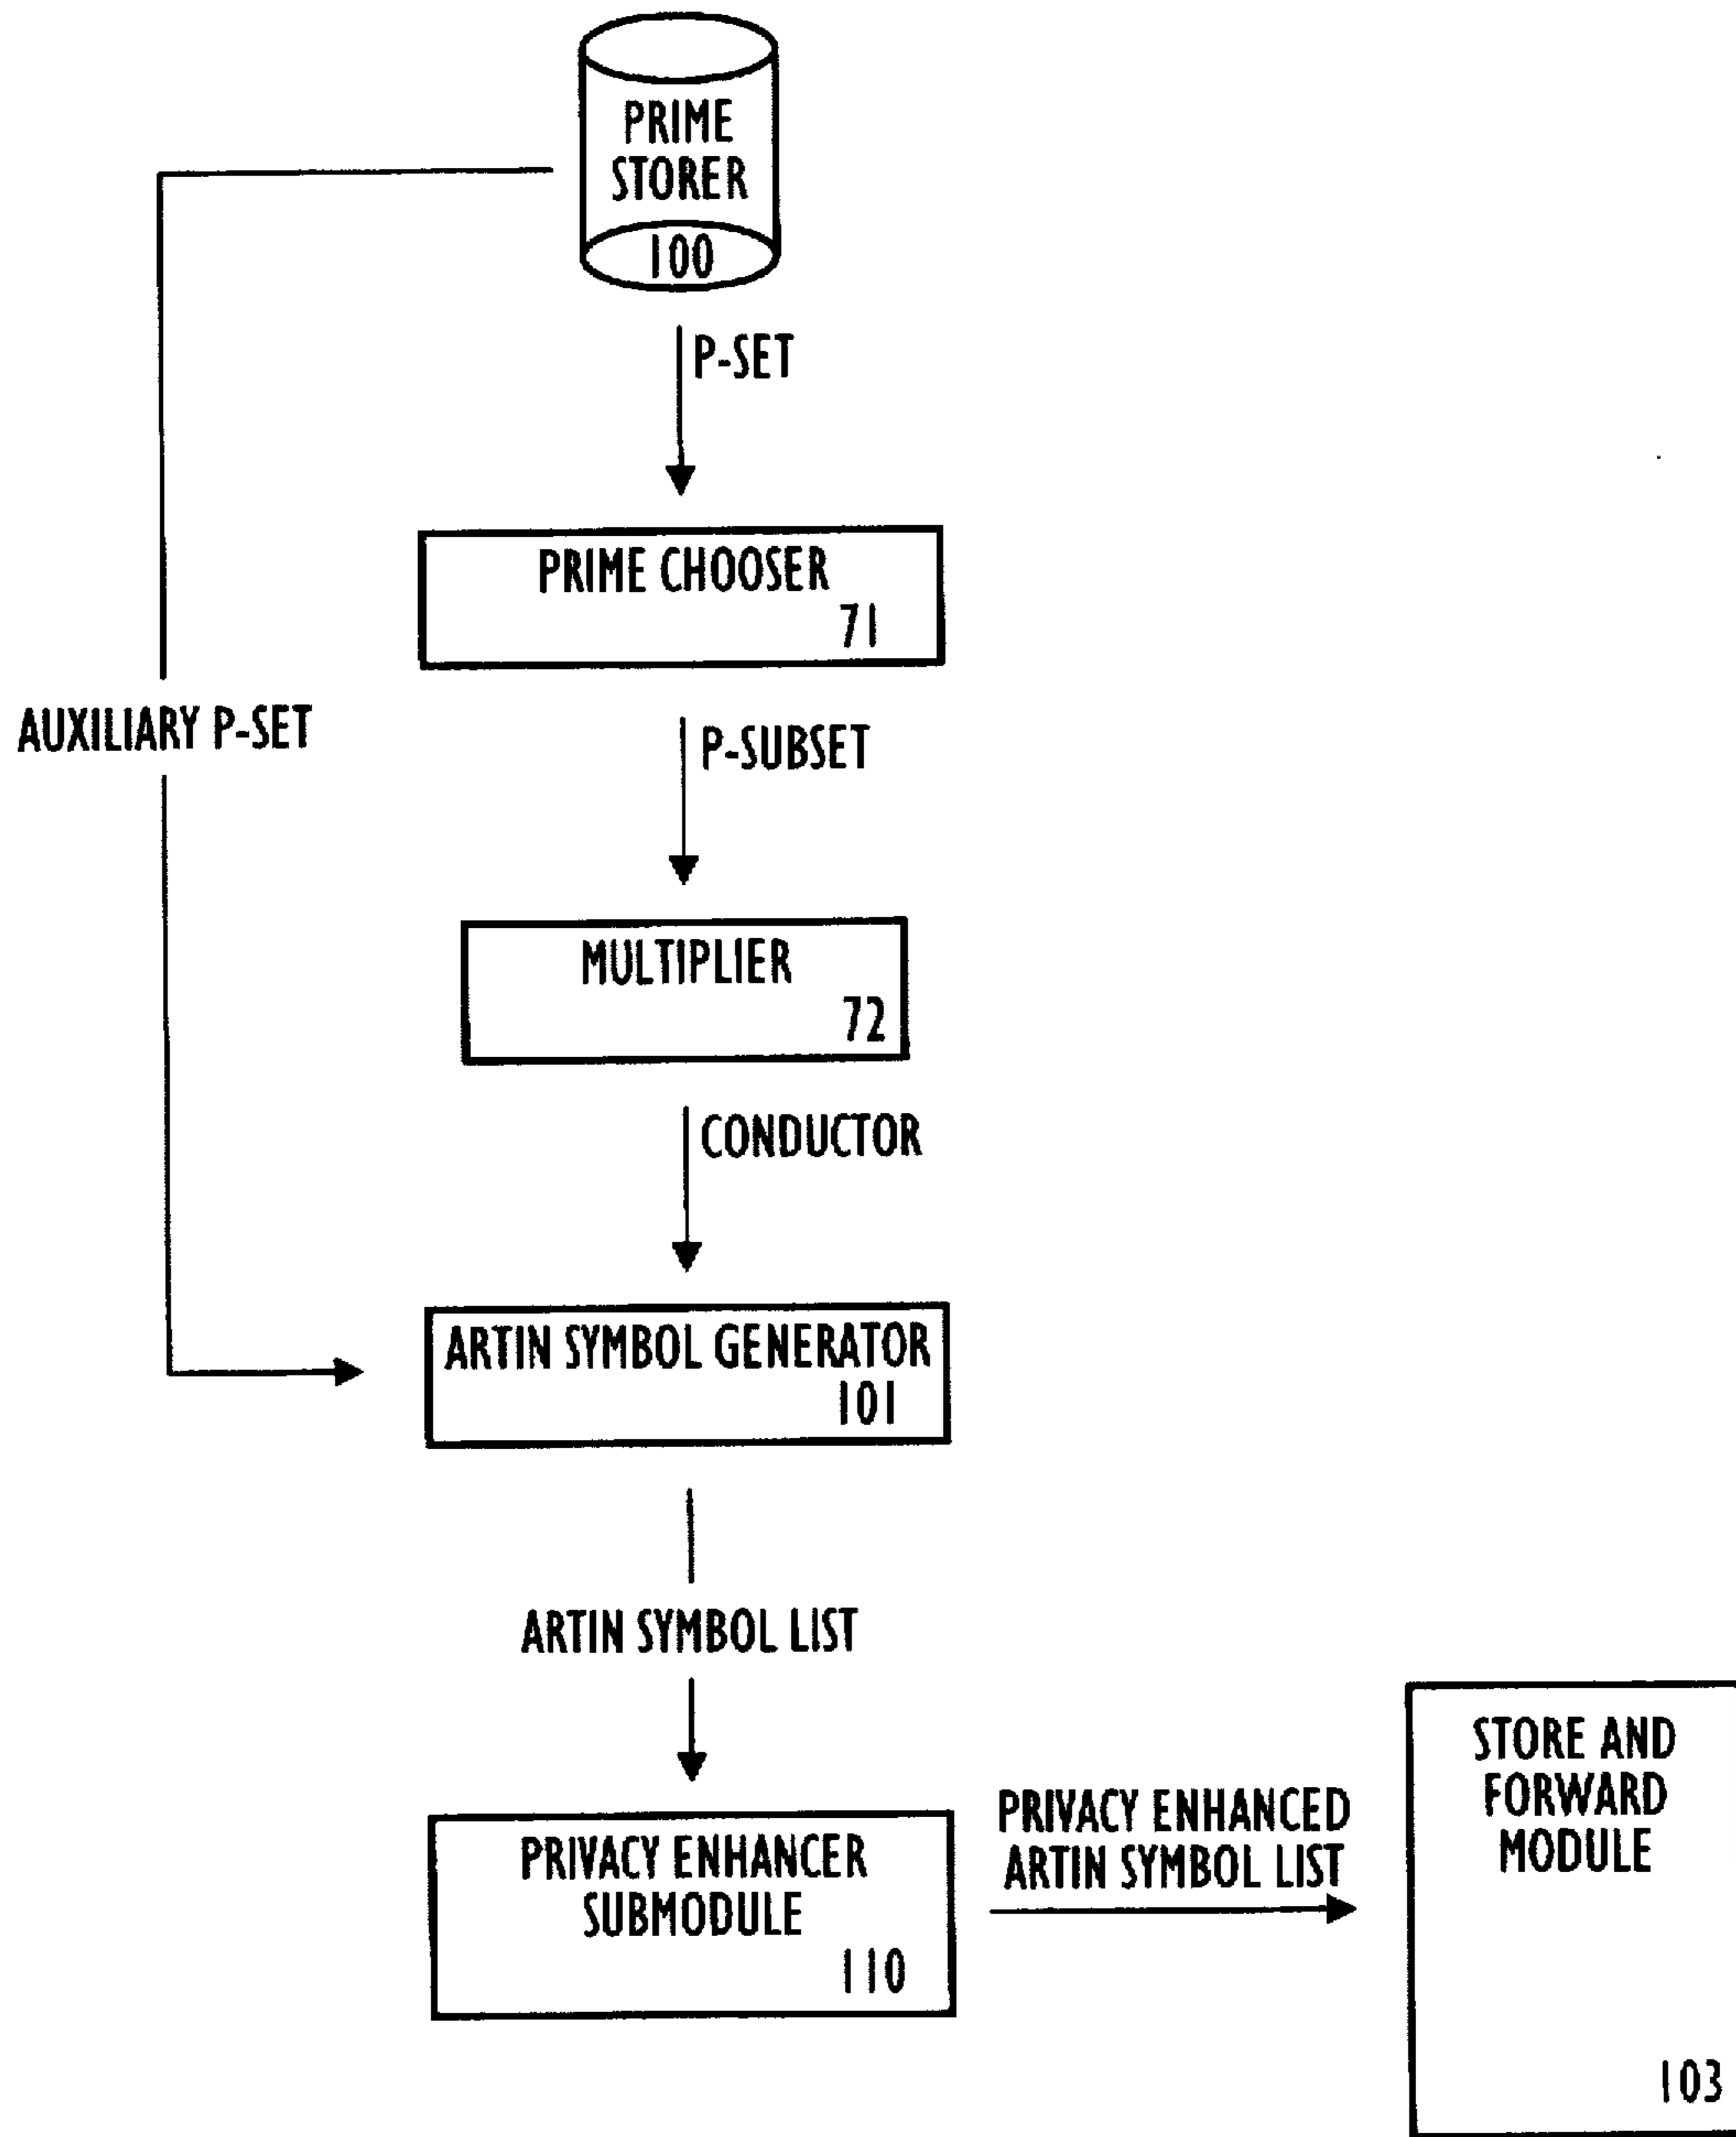 PRIME
STORER
100
P-SET
PRIME CHOOSER
71
AUXILIARY P-SET
P-SUBSET
MULTIPLIER
72
CONDUCTOR
ARTIN SYMBOL GENERATOR
101
ARTIN SYMBOL LIST
PRIVACY ENHANCER
SUBMODULE
110
PRIVACY ENHANCED
ARTIN SYMBOL LIST
STORE AND
FORWARD
MODULE
103